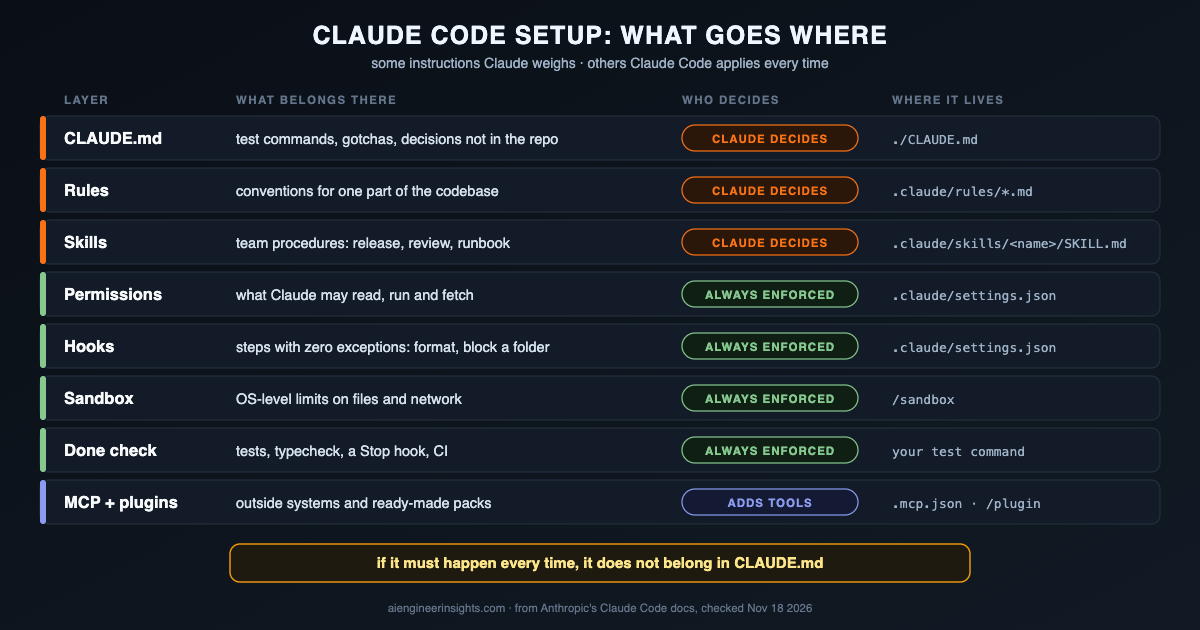 CLAUDE CODE SETUP: WHAT GOES WHERE
some instructions Claude weighs · others Claude Code applies every time
LAYER WHAT BELONGS THERE WHO DECIDES WHERE IT LIVES
CLAUDE.md test commands, gotchas, decisions not in the repo CLAUDE DECIDES ./CLAUDE.md
Rules conventions for one part of the codebase CLAUDE DECIDES .claude/rules/*.md
Skills team procedures: release, review, runbook CLAUDE DECIDES .claude/skills/<name>/SKILL.md
Permissions what Claude may read, run and fetch ALWAYS ENFORCED .claude/settings.json
Hooks steps with zero exceptions: format, block a folder ALWAYS ENFORCED .claude/settings.json
Sandbox OS-level limits on files and network ALWAYS ENFORCED /sandbox
Done check tests, typecheck, a Stop hook, CI ALWAYS ENFORCED your test command
MCP + plugins outside systems and ready-made packs ADDS TOOLS .mcp.json · /plugin
if it must happen every time, it does not belong in CLAUDE.md
aiengineerinsights.com · from Anthropic's Claude Code docs, checked Nov 18 2026